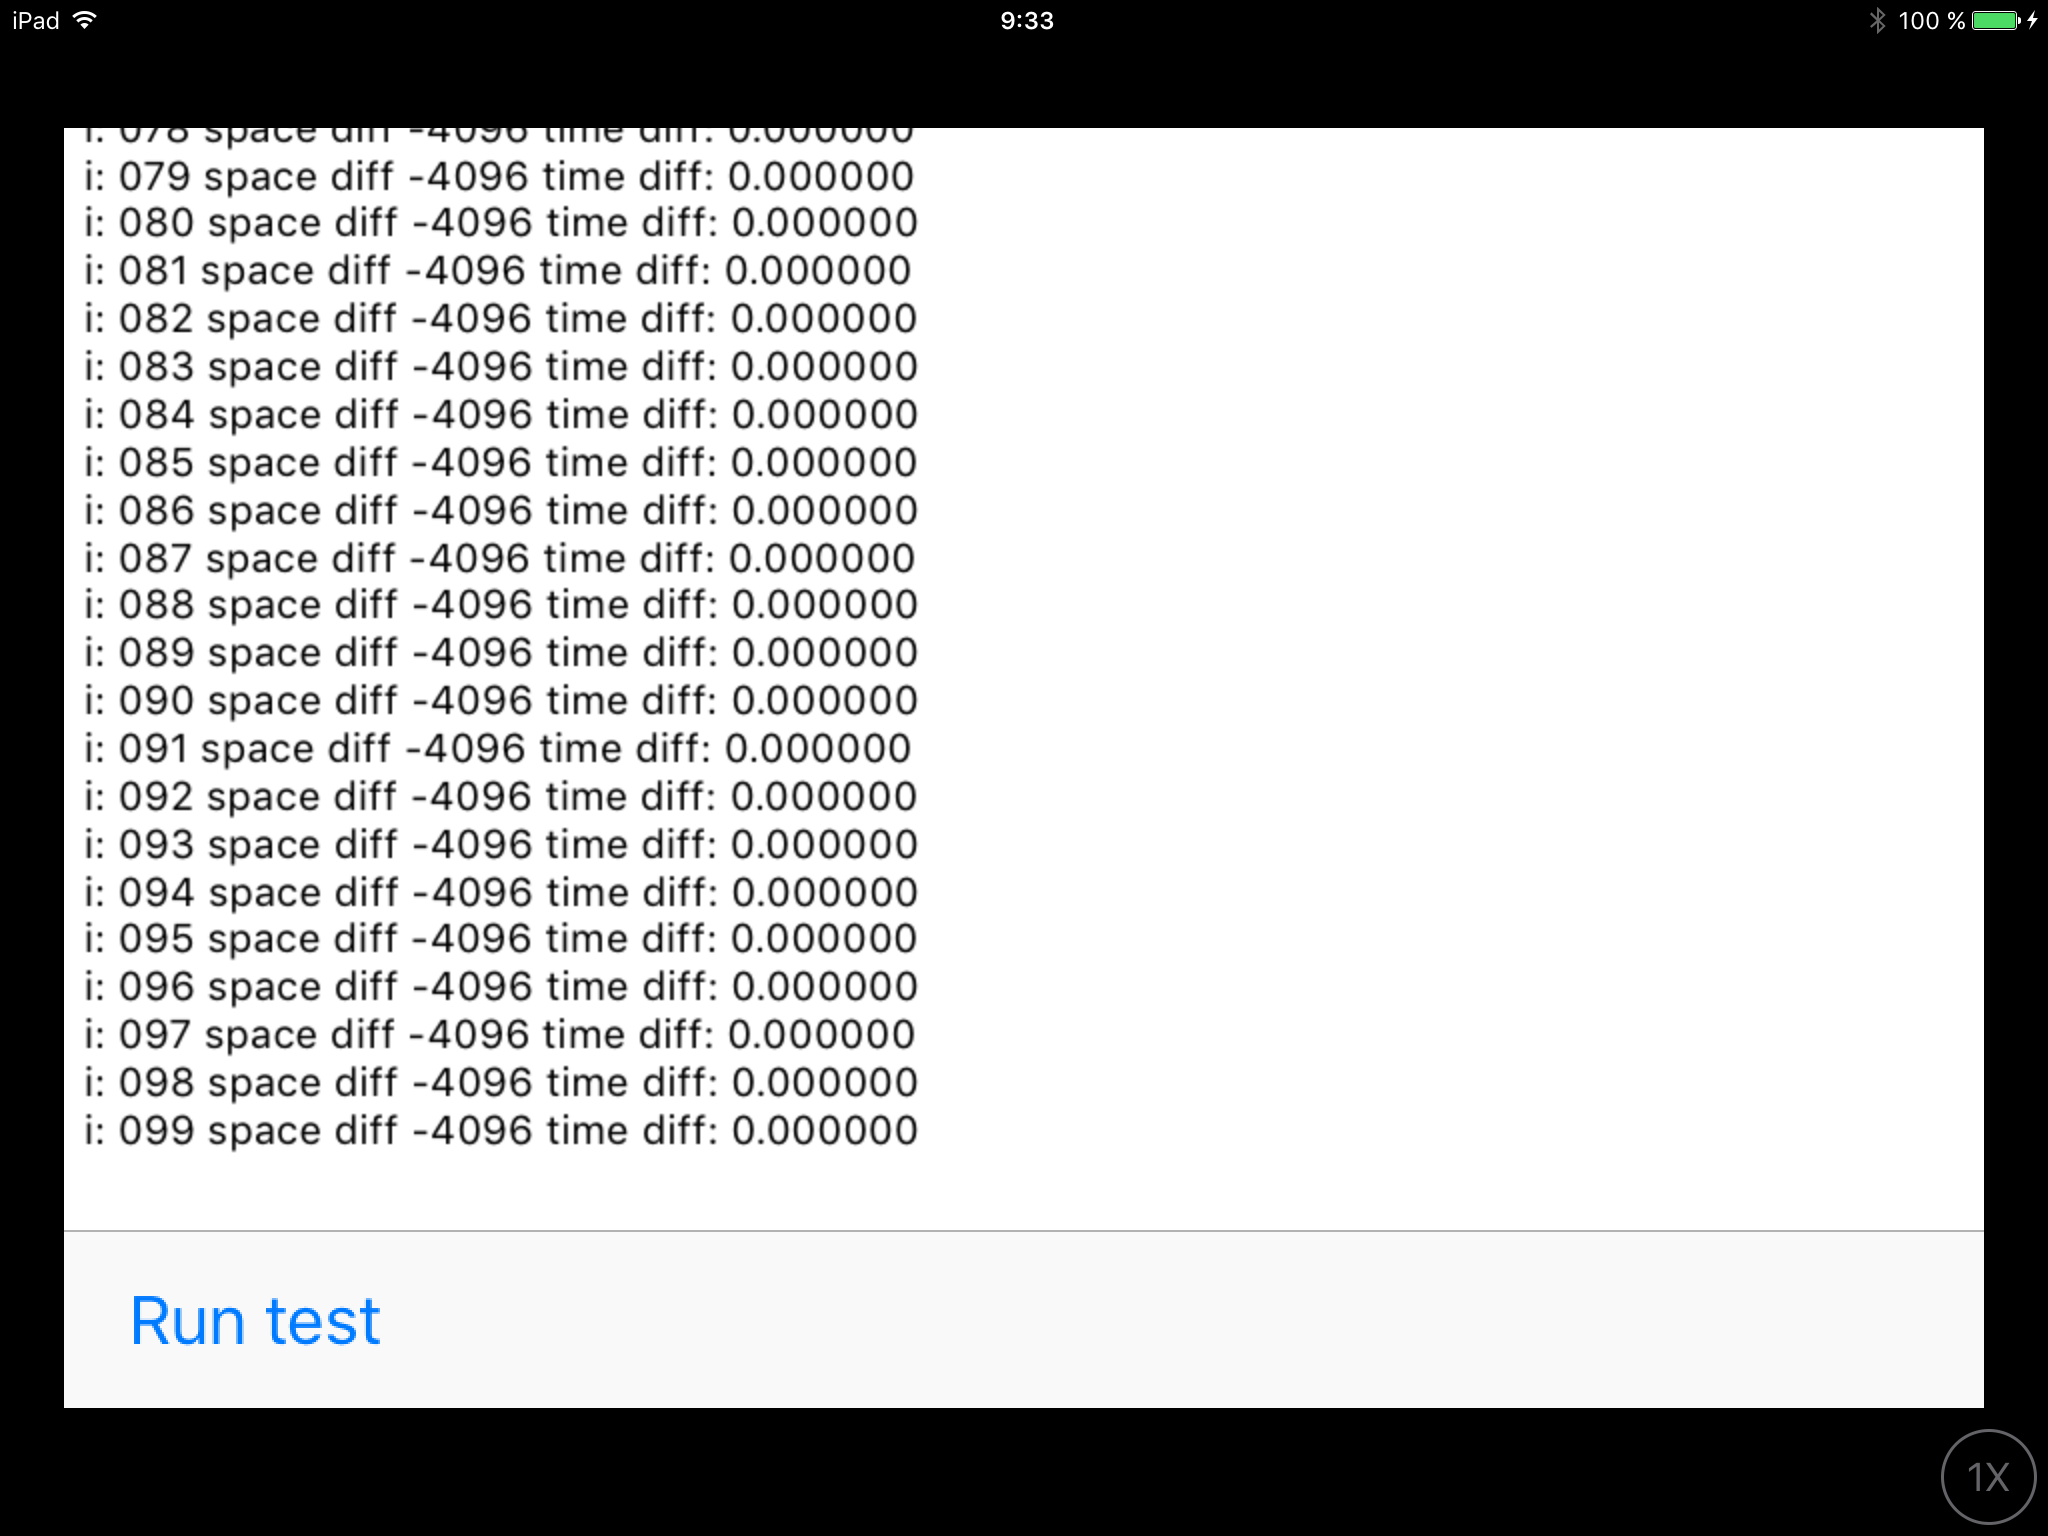 iPad 9:33 100 %
i: 078 space diff -4096 time diff: 0.000000
i: 079 space diff -4096 time diff: 0.000000
i: 080 space diff -4096 time diff: 0.000000
i: 081 space diff -4096 time diff: 0.000000
i: 082 space diff -4096 time diff: 0.000000
i: 083 space diff -4096 time diff: 0.000000
i: 084 space diff -4096 time diff: 0.000000
i: 085 space diff -4096 time diff: 0.000000
i: 086 space diff -4096 time diff: 0.000000
i: 087 space diff -4096 time diff: 0.000000
i: 088 space diff -4096 time diff: 0.000000
i: 089 space diff -4096 time diff: 0.000000
i: 090 space diff -4096 time diff: 0.000000
i: 091 space diff -4096 time diff: 0.000000
i: 092 space diff -4096 time diff: 0.000000
i: 093 space diff -4096 time diff: 0.000000
i: 094 space diff -4096 time diff: 0.000000
i: 095 space diff -4096 time diff: 0.000000
i: 096 space diff -4096 time diff: 0.000000
i: 097 space diff -4096 time diff: 0.000000
i: 098 space diff -4096 time diff: 0.000000
i: 099 space diff -4096 time diff: 0.000000
Run test
1X